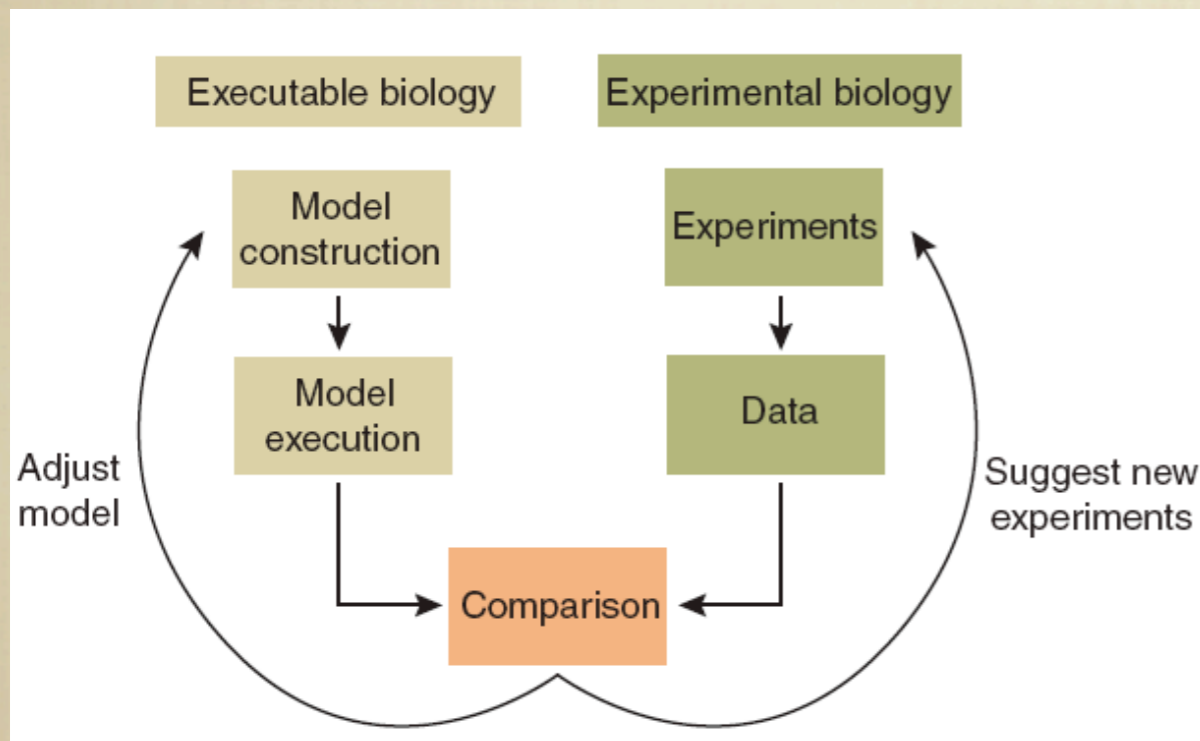 Executable biology
Experimental biology
Model
construction
Experiments
Model
execution
Data
Adjust
model
Suggest new
experiments
Comparison